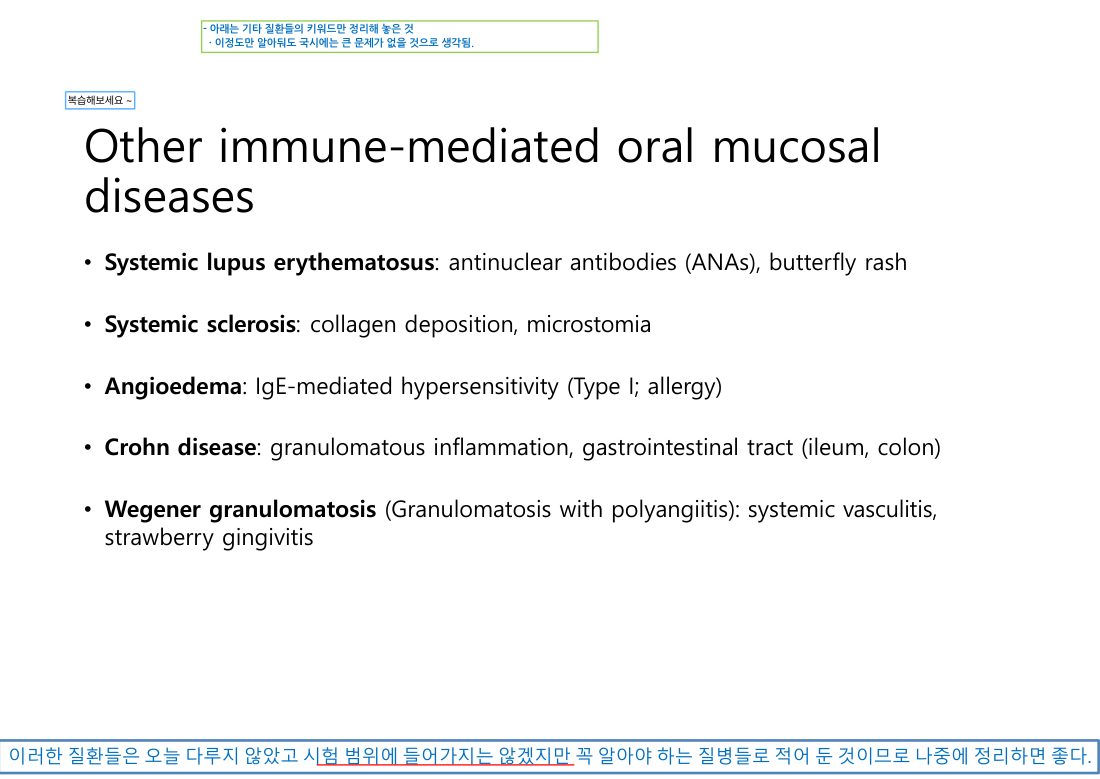 - 아래는 기타 질환들의 키워드만 정리해 놓은 것
· 이정도만 알아둬도 국시에는 큰 문제가 없을 것으로 생각됨.
복습해보세요 ~
Other immune-mediated oral mucosal
diseases
• Systemic lupus erythematosus: antinuclear antibodies (ANAs), butterfly rash
• Systemic sclerosis: collagen deposition, microstomia
• Angioedema: IgE-mediated hypersensitivity (Type I; allergy)
• Crohn disease: granulomatous inflammation, gastrointestinal tract (ileum, colon)
• Wegener granulomatosis (Granulomatosis with polyangiitis): systemic vasculitis,
strawberry gingivitis
이러한 질환들은 오늘 다루지 않았고 시험 범위에 들어가지는 않겠지만 꼭 알아야 하는 질병들로 적어 둔 것이므로 나중에 정리하면 좋다.